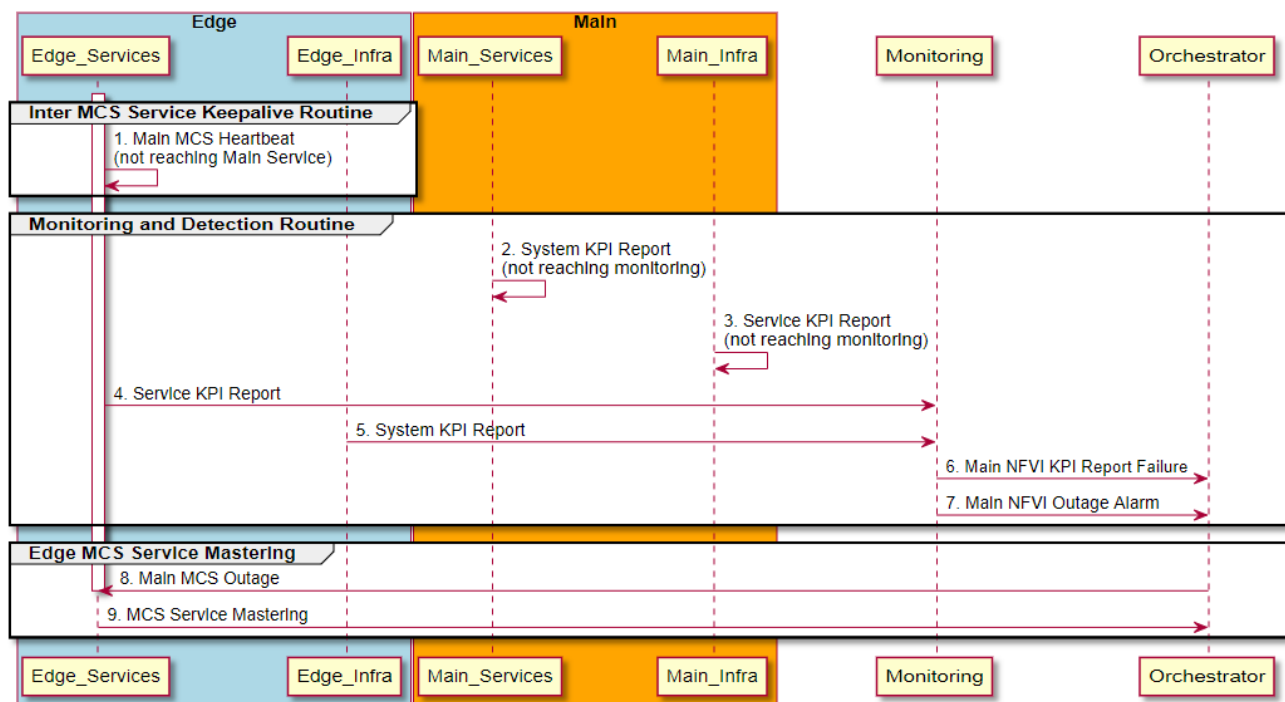 Edge
Main
Edge_Services
Edge_Infra
Main_Services
Main_Infra
Monitoring
Orchestrator
Inter MCS Service Keepalive Routine
1. Main MCS Heartbeat
(not reaching Main Service)
Monitoring and Detection Routine
2. System KPI Report
(not reaching monitoring)
3. Service KPI Report
(not reaching monitoring)
4. Service KPI Report
5. System KPI Report
6. Main NFVI KPI Report Failure
7. Main NFVI Outage Alarm
Edge MCS Service Mastering
8. Main MCS Outage
9. MCS Service Mastering
Edge_Services
Edge_Infra
Main_Services
Main_Infra
Monitoring
Orchestrator